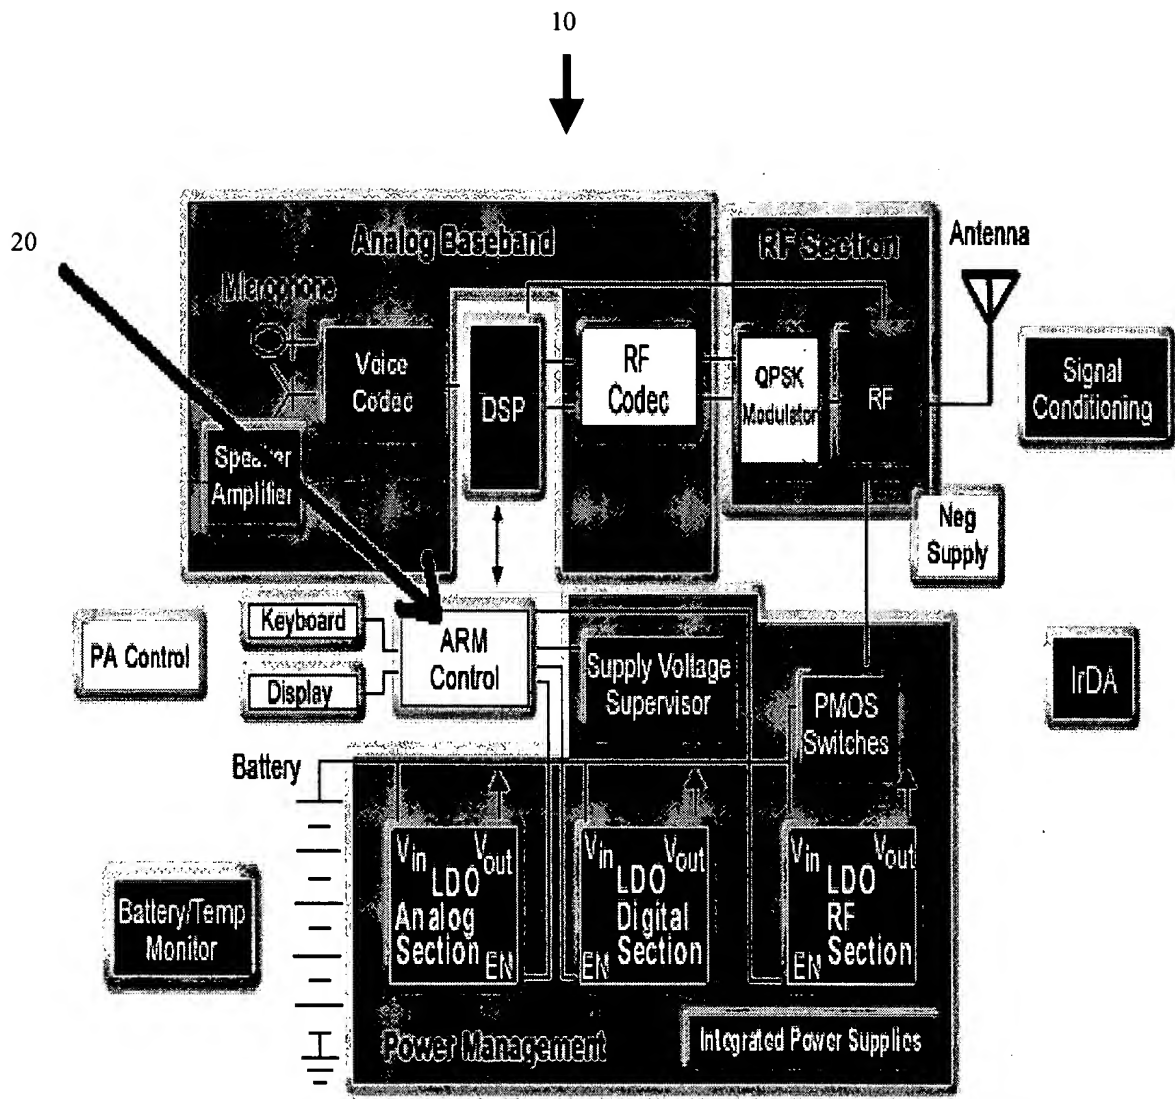 10
20
Analog Baseband
RF Section
Antenna
Microphone
Voice
Codec
DSP
RF
Codec
QPSK
Modulator
RF
Signal
Conditioning
Speaker
Amplifier
Neg
Supply
PA Control
Keyboard
Display
ARM
Control
Supply Voltage
Supervisor
PMOS
Switches
IrDA
Battery
Vin Vout
LDO
Analog
Section
EN
Vin Vout
LDO
Digital
Section
EN
Vin Vout
LDO
RF
Section
EN
Battery/Temp
Monitor
Power Management
Integrated Power Supplies